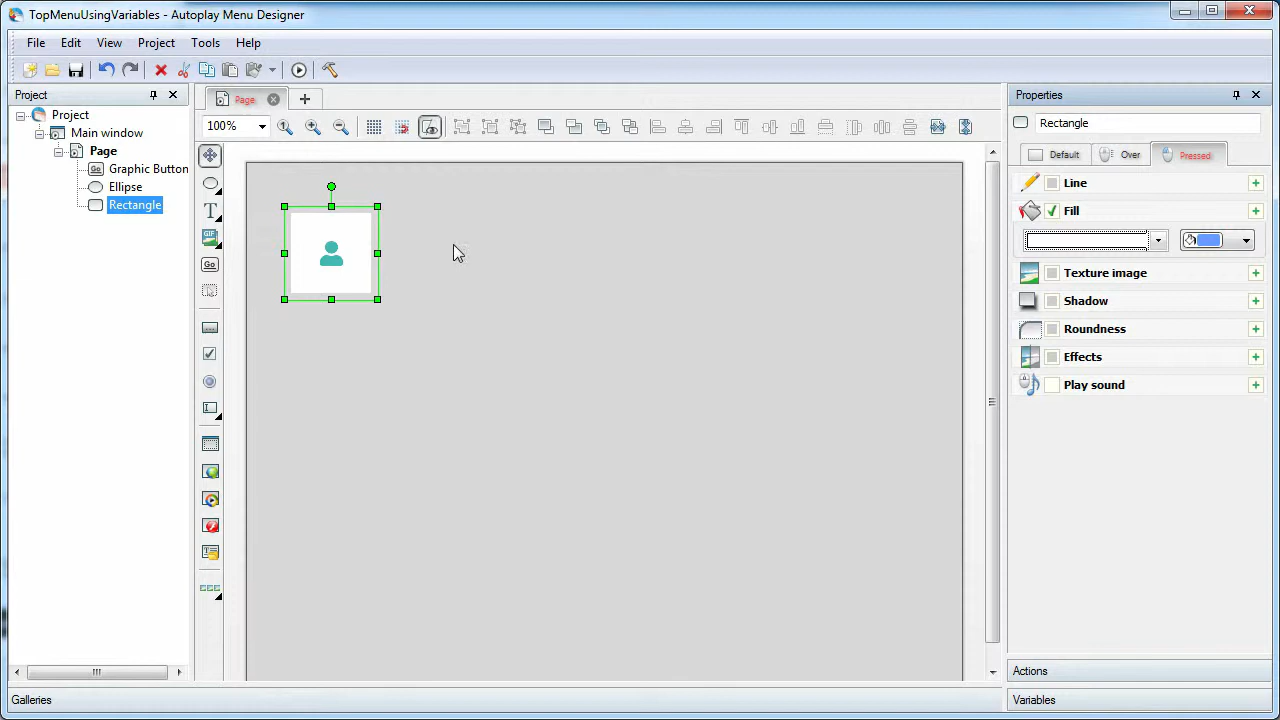 TopMenuUsingVariables - Autoplay Menu Designer
File Edit View Project Tools Help
Project
Project
Main window
Page
Graphic Button
Ellipse
Rectangle
Page
100%
T
GIF
Go
Properties
Rectangle
Default Over Pressed
Line
Fill
Texture image
Shadow
Roundness
Effects
Play sound
Actions
Variables
Galleries